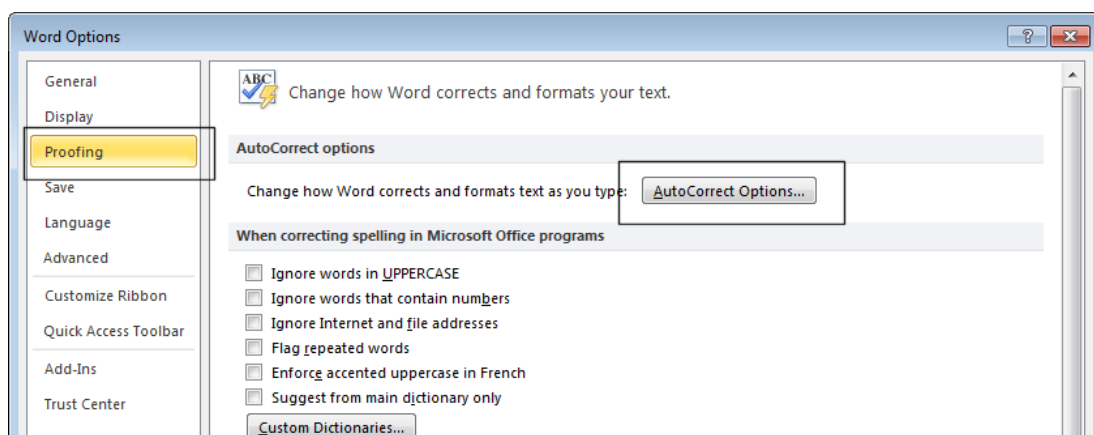 Word Options
General
Display
Proofing
Save
Language
Advanced
Customize Ribbon
Quick Access Toolbar
Add-Ins
Trust Center
ABC
Change how Word corrects and formats your text.
AutoCorrect options
Change how Word corrects and formats text as you type: AutoCorrect Options...
When correcting spelling in Microsoft Office programs
Ignore words in UPPERCASE
Ignore words that contain numbers
Ignore Internet and file addresses
Flag repeated words
Enforce accented uppercase in French
Suggest from main dictionary only
Custom Dictionaries...